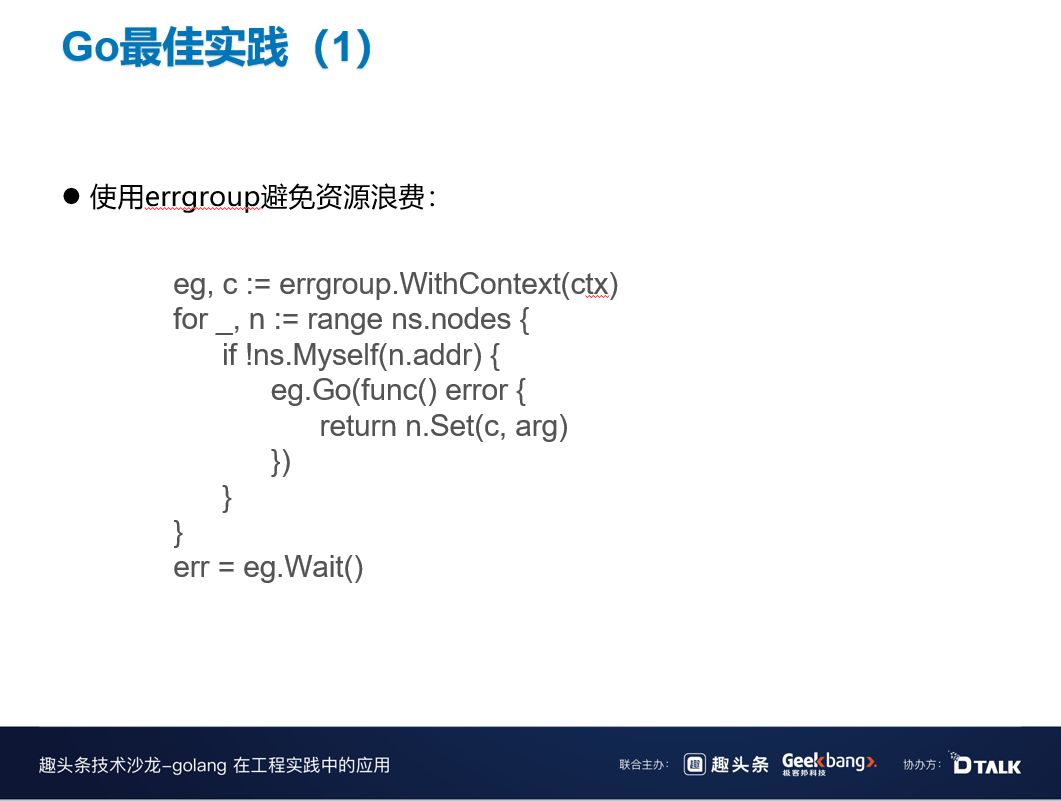 Go最佳实践（1）
● 使用errgroup避免资源浪费：
eg, c := errgroup.WithContext(ctx)
for _, n := range ns.nodes {
if !ns.Myself(n.addr) {
eg.Go(func() error {
return n.Set(c, arg)
})
}
}
err = eg.Wait()
趣头条技术沙龙–golang 在工程实践中的应用
联合主办：
趣 趣头条
Geekbang>.
极客邦科技
协办方：
DTALK